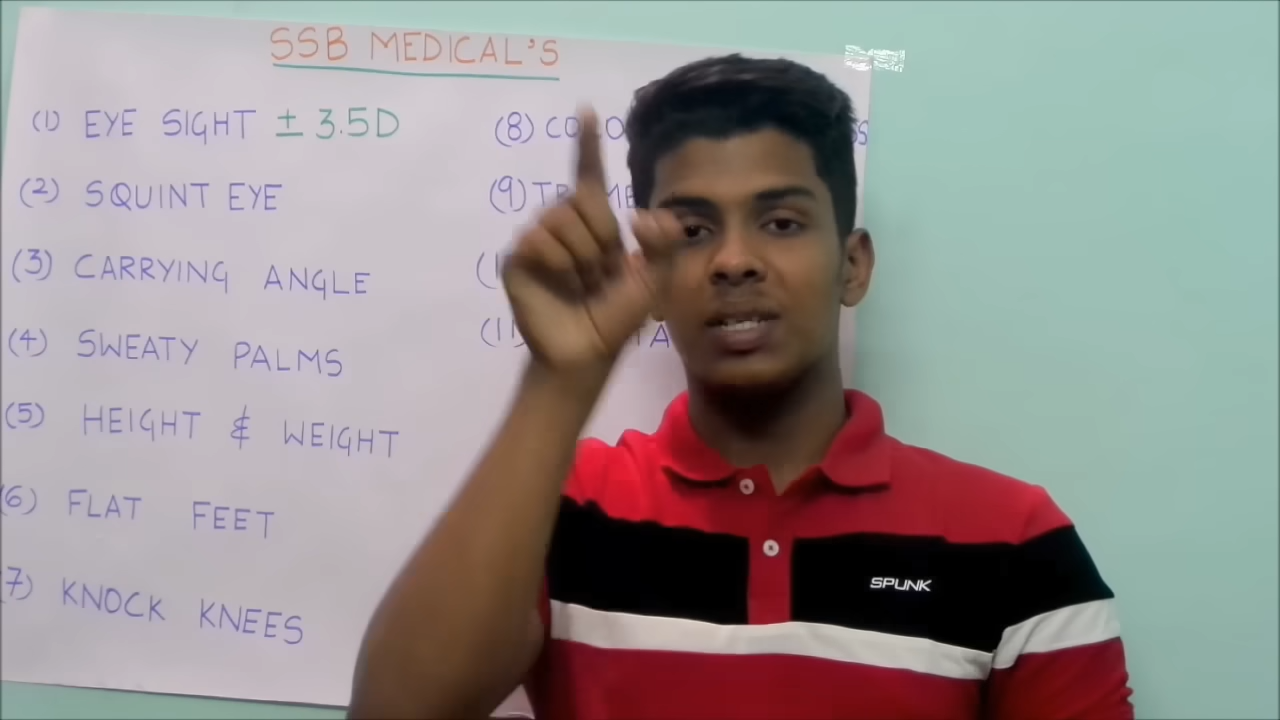 SSB MEDICAL'S
(1) EYE SIGHT ± 3.5D
(2) SQUINT EYE
(3) CARRYING ANGLE
(4) SWEATY PALMS
(5) HEIGHT & WEIGHT
(6) FLAT FEET
7) KNOCK KNEES
(8)
(9)
(11)
SPUNK